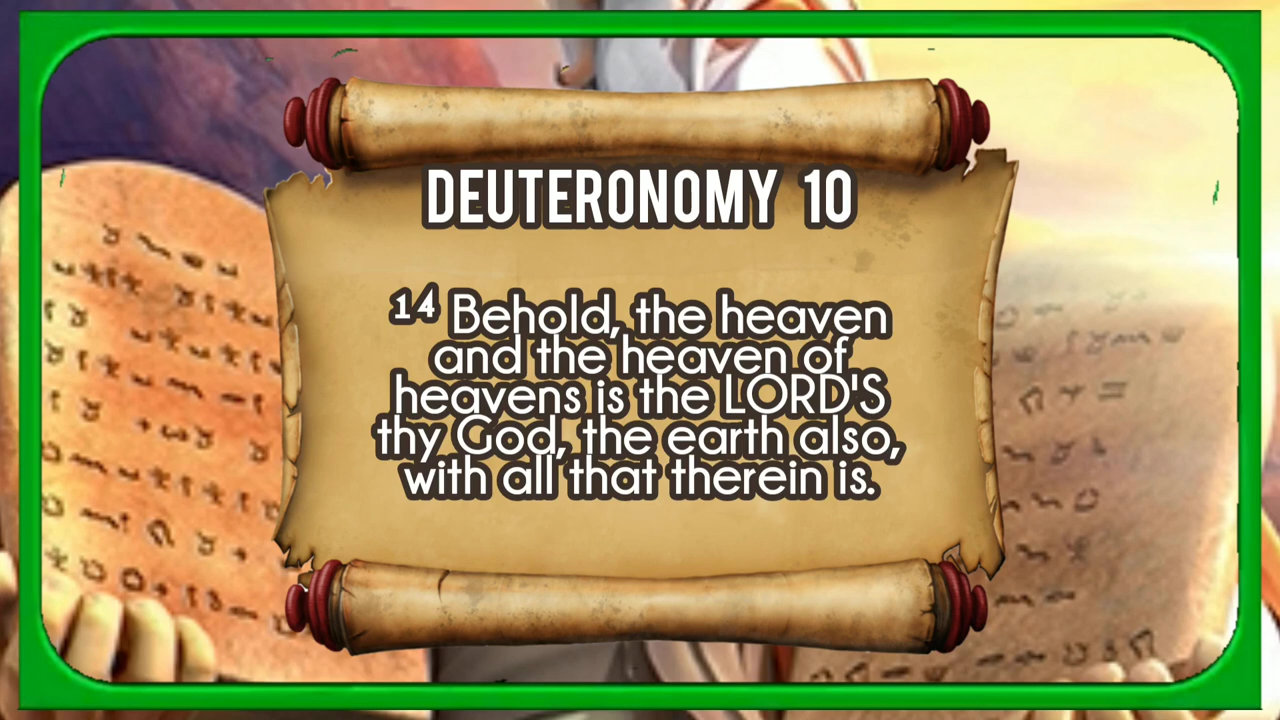 DEUTERONOMY 10
¹⁴ Behold, the heaven
and the heaven of
heavens is the LORD'S
thy God, the earth also,
with all that therein is.